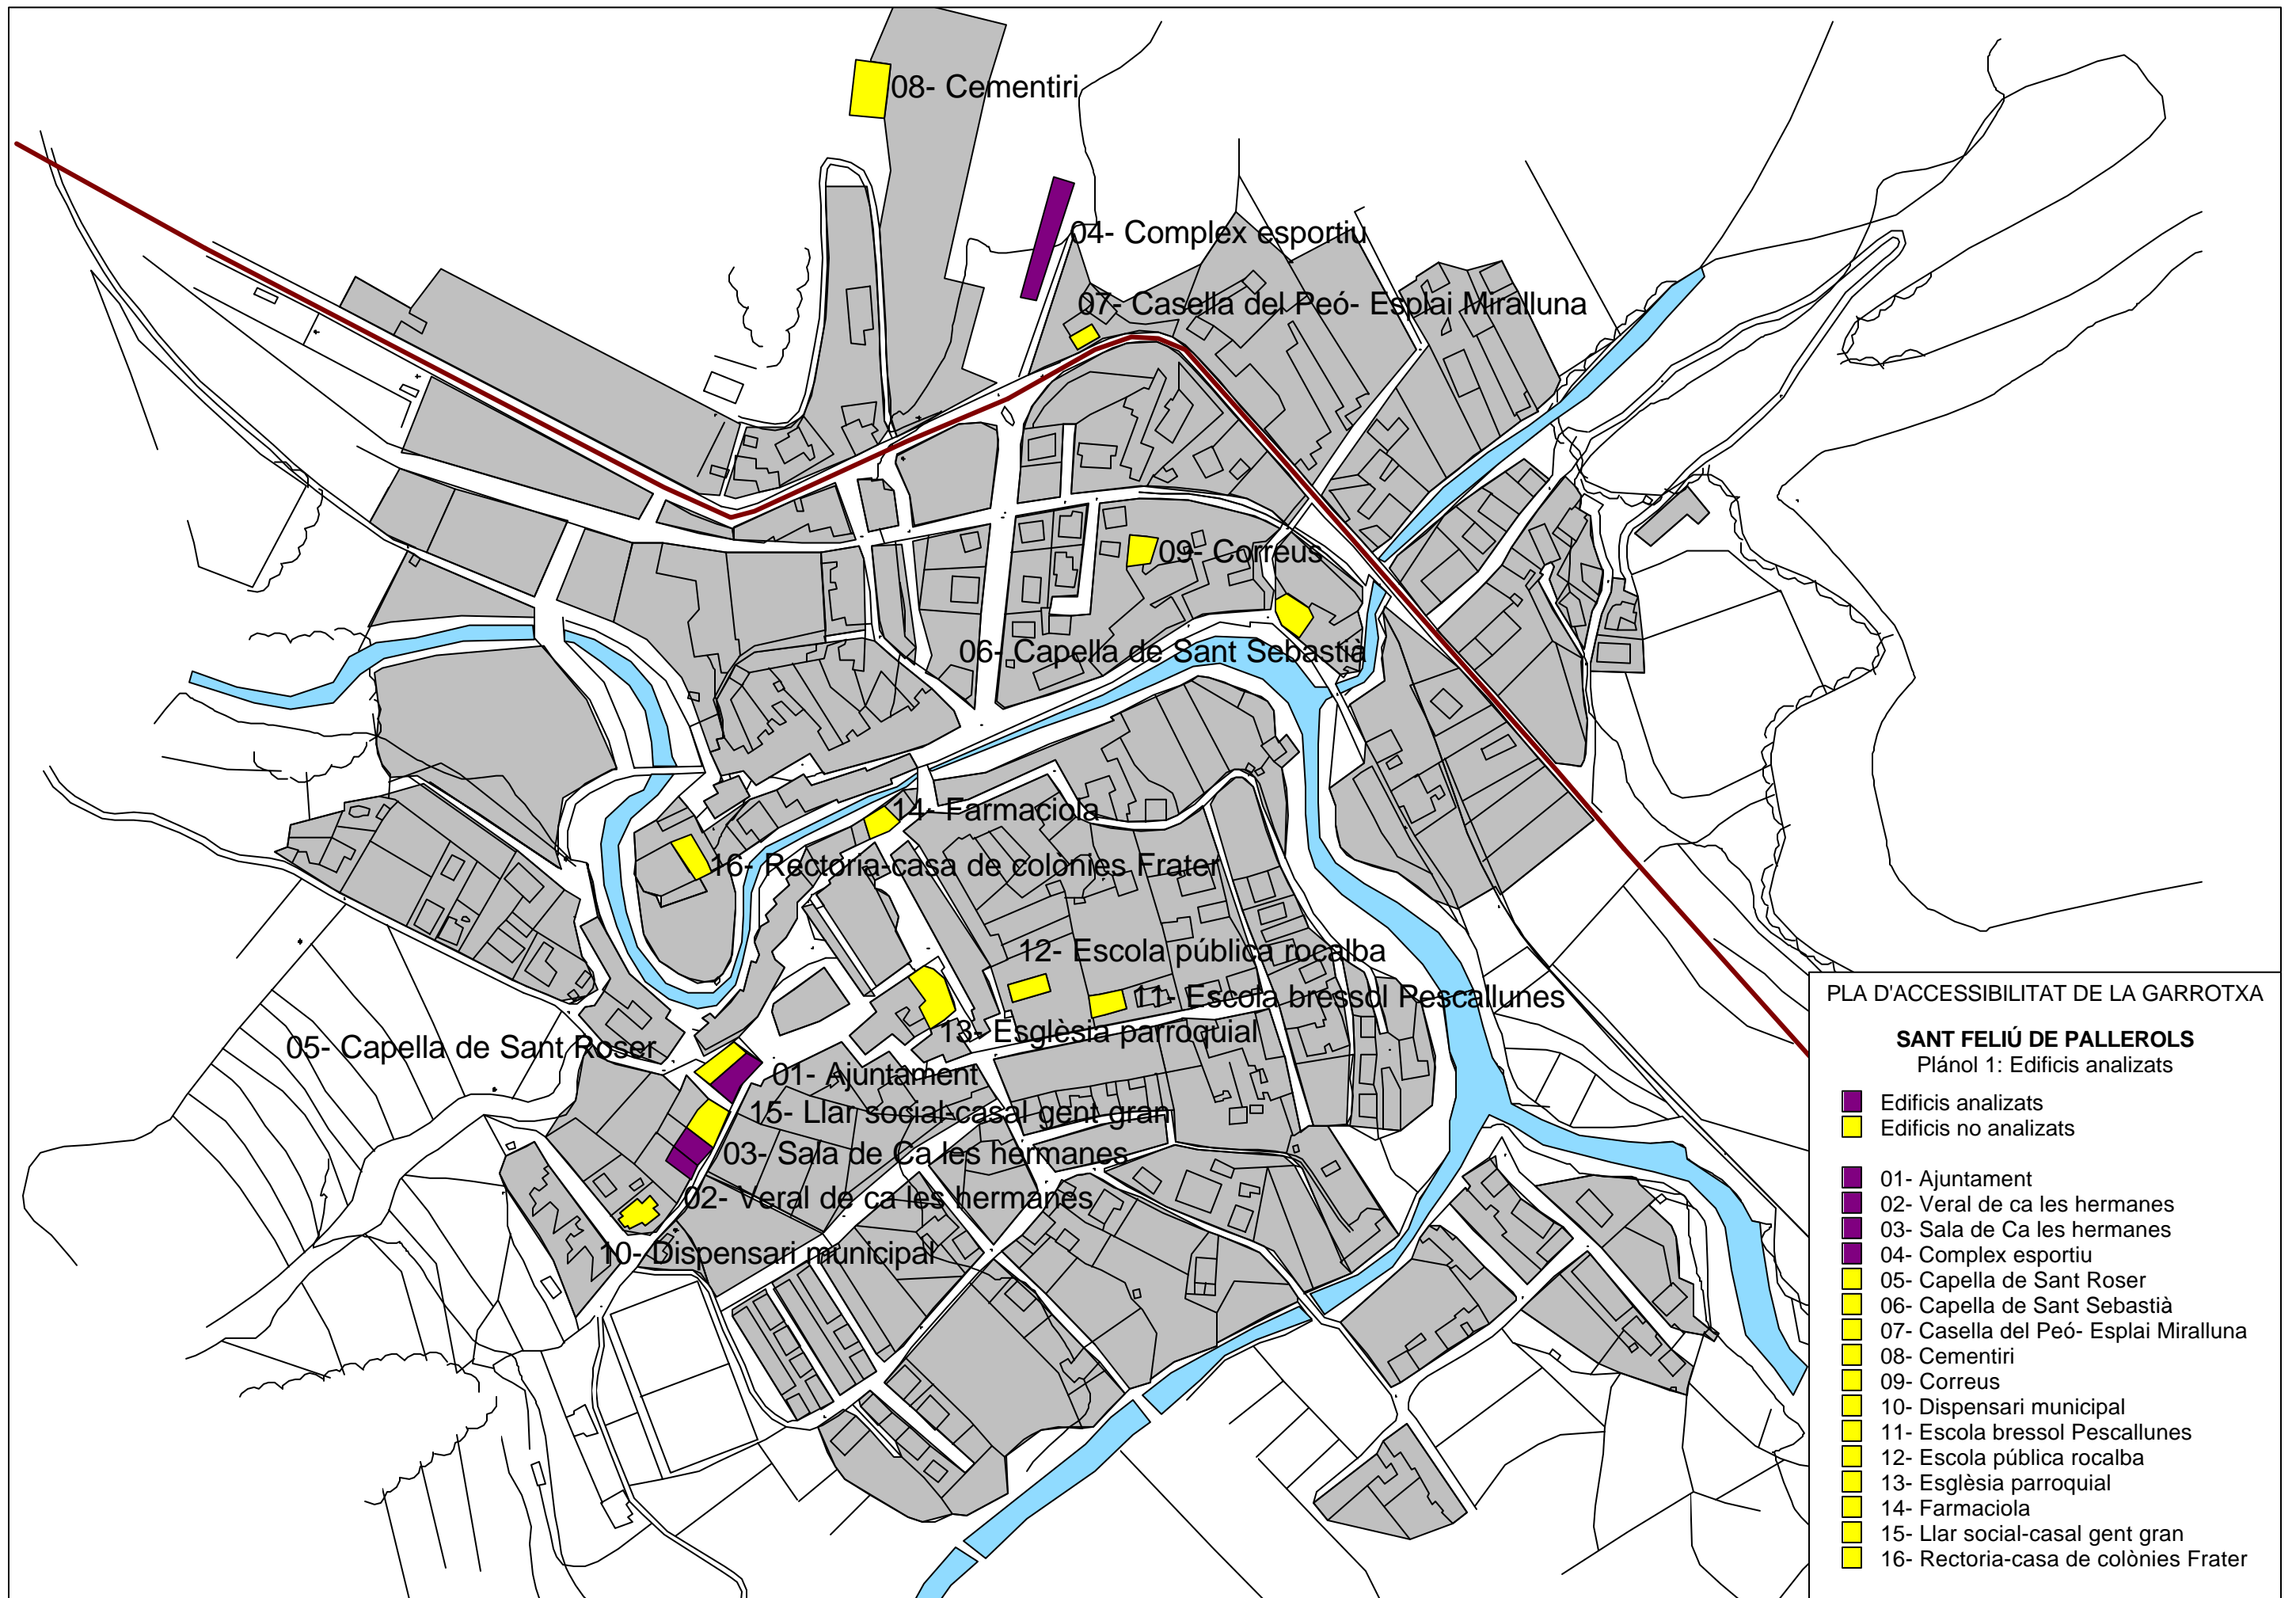 08- Cementiri
04- Complex esportiu
07- Casella del Peó- Esplai Miralluna
09- Correus
06- Capella de Sant Sebastià
14- Farmaciola
16- Rectoria-casa de colònies Frater
12- Escola pública rocalba
11- Escola bressol Pescallunes
13- Esglèsia parroquial
05- Capella de Sant Roser
01- Ajuntament
15- Llar social-casal gent gran
03- Sala de Ca les hermanes
02- Veral de ca les hermanes
10- Dispensari municipal
PLA D'ACCESSIBILITAT DE LA GARROTXA
SANT FELIÚ DE PALLEROLS
Plánol 1: Edificis analizats
Edificis analizats
Edificis no analizats
01- Ajuntament
02- Veral de ca les hermanes
03- Sala de Ca les hermanes
04- Complex esportiu
05- Capella de Sant Roser
06- Capella de Sant Sebastià
07- Casella del Peó- Esplai Miralluna
08- Cementiri
09- Correus
10- Dispensari municipal
11- Escola bressol Pescallunes
12- Escola pública rocalba
13- Esglèsia parroquial
14- Farmaciola
15- Llar social-casal gent gran
16- Rectoria-casa de colònies Frater